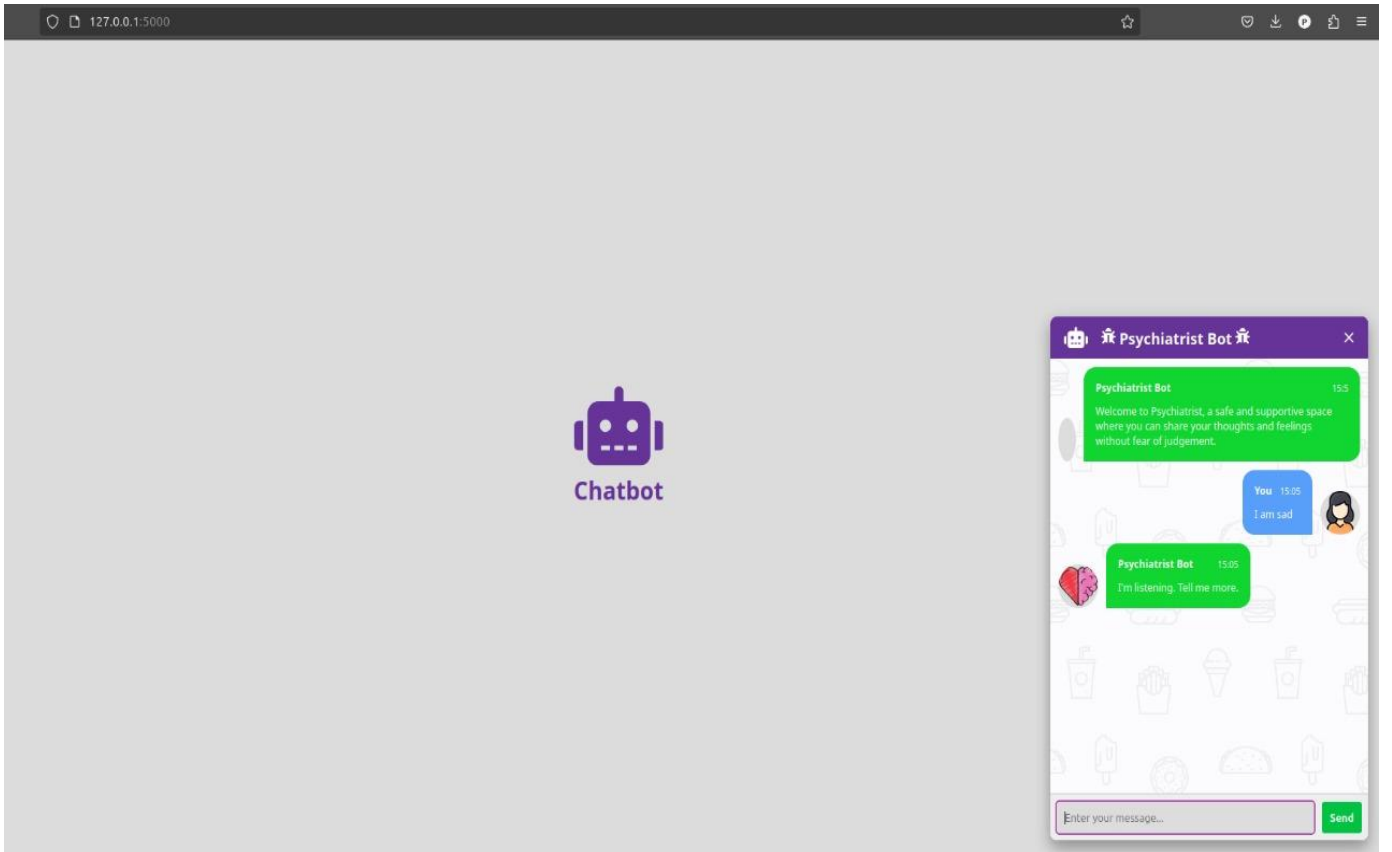 127.0.0.1:5000
Chatbot
Psychiatrist Bot
Psychiatrist Bot 15:5
Welcome to Psychiatrist, a safe and supportive space
where you can share your thoughts and feelings
without fear of judgement.
You 15:05
I am sad
Psychiatrist Bot 15:05
I'm listening. Tell me more.
Enter your message...
Send